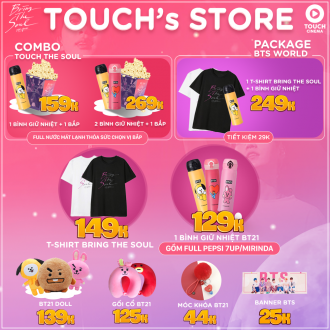 Bring The Soul
TOUCH's STORE
TOUCH CINEMA
COMBO
TOUCH THE SOUL
159K
269K
1 BÌNH GIỮ NHIỆT + 1 BẮP
2 BÌNH GIỮ NHIỆT + 1 BẮP
FULL NƯỚC MÁT LẠNH THỎA SỨC CHỌN VỊ BẮP
PACKAGE
BTS WORLD
1 T-SHIRT BRING THE SOUL
+ 1 BÌNH GIỮ NHIỆT
249K
TIẾT KIỆM 29K
149K
T-SHIRT BRING THE SOUL
129K
1 BÌNH GIỮ NHIỆT BT21
GỒM FULL PEPSI 7UP/MIRINDA
BT21 DOLL
139K
GỐI CỔ BT21
125K
MÓC KHÓA BT21
44K
BTS
BANNER BTS
25K